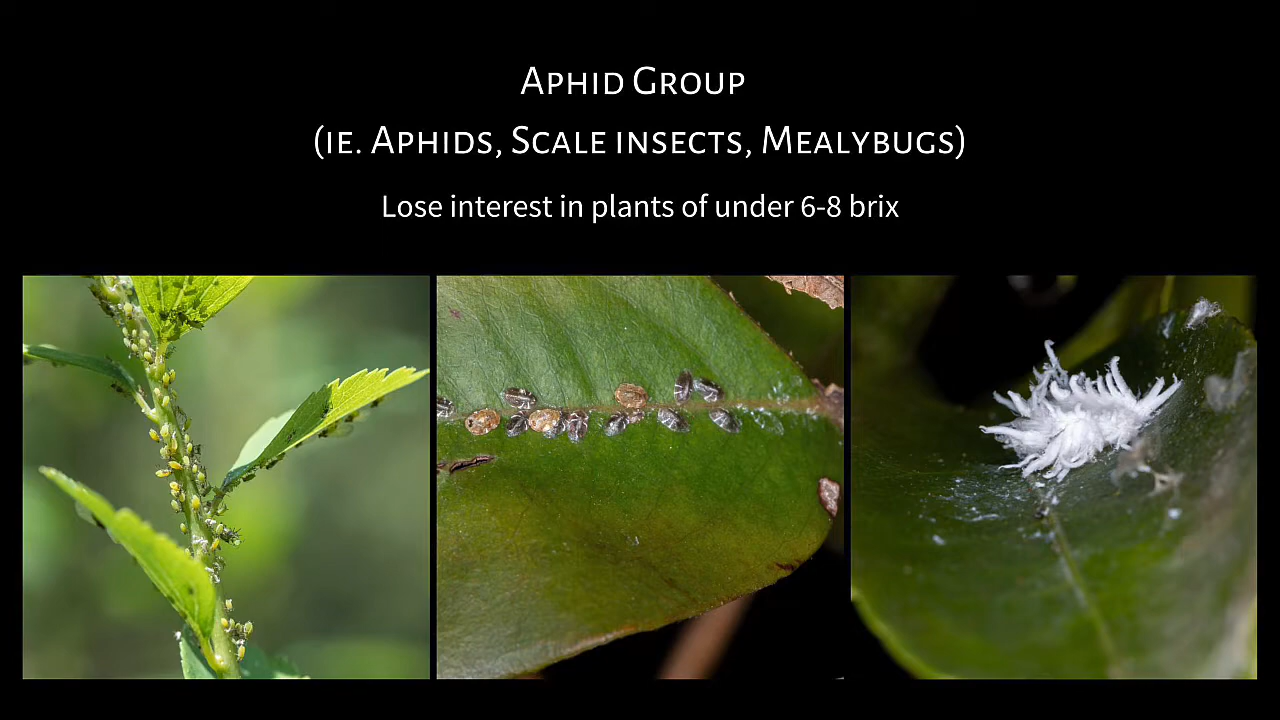 Aphid Group
(ie. Aphids, Scale insects, Mealybugs)
Lose interest in plants of under 6-8 brix